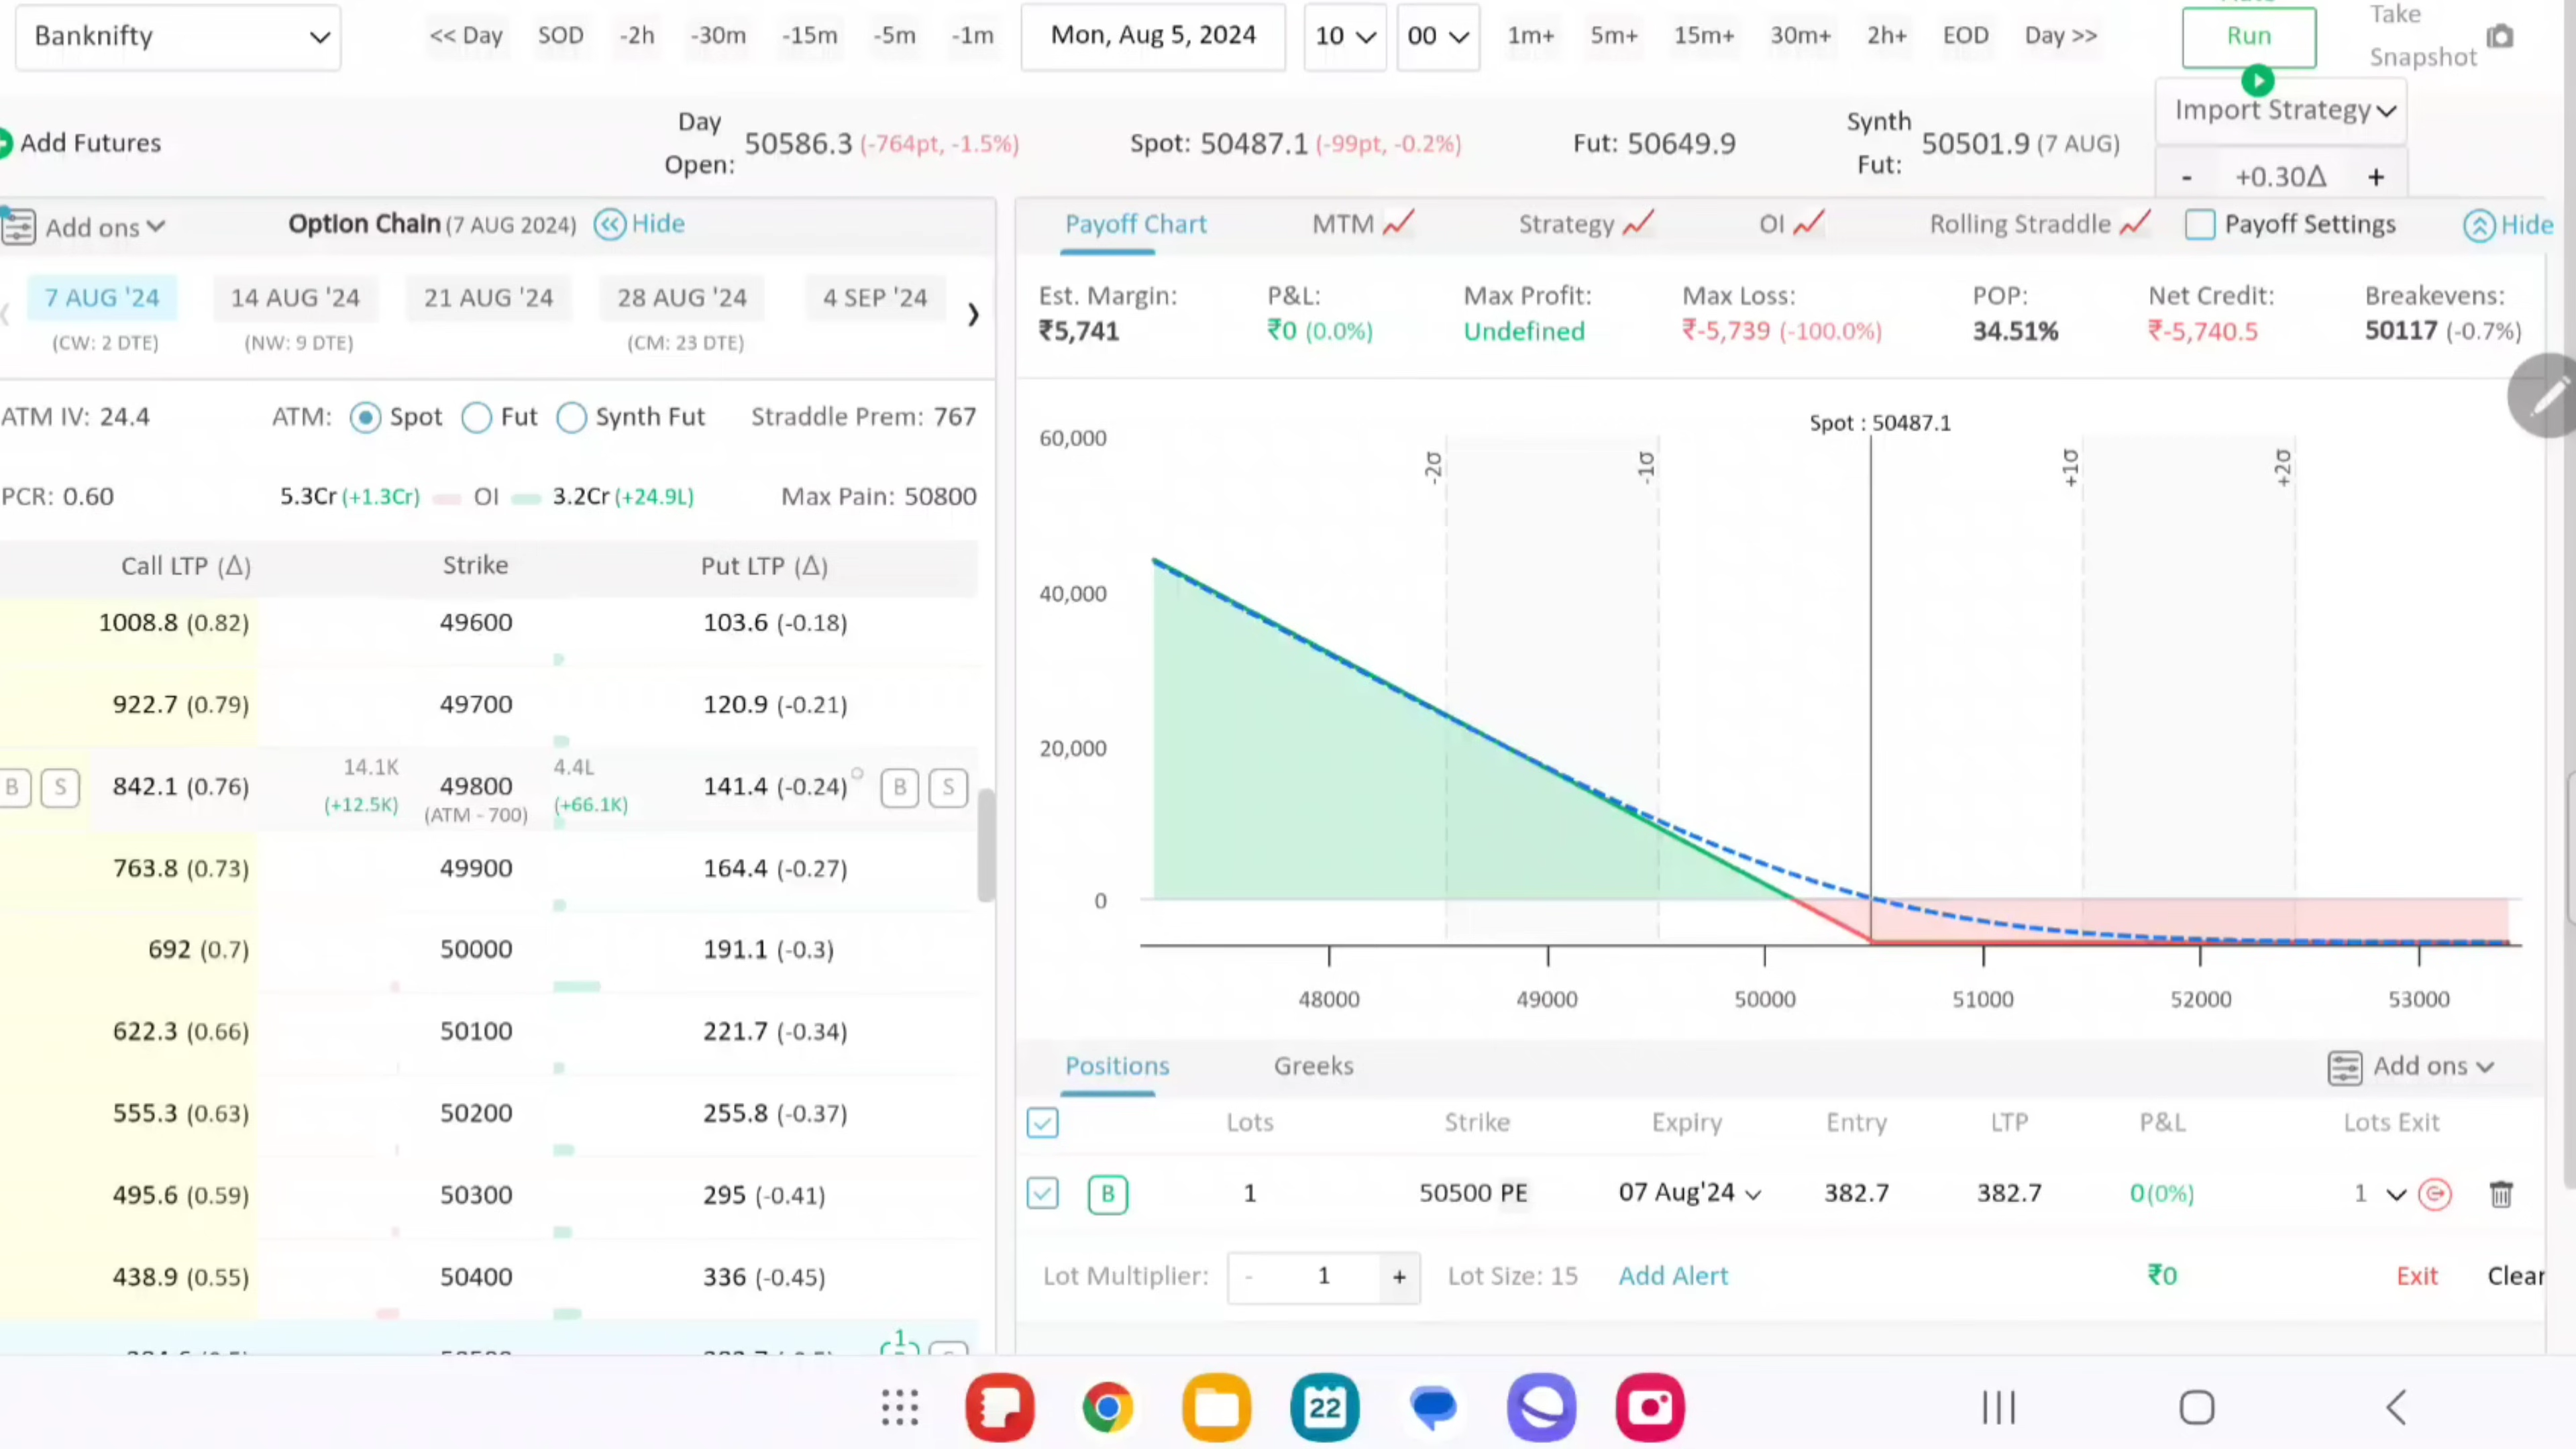 Banknifty
<< Day SOD -2h -30m -15m -5m -1m Mon, Aug 5, 2024 10 00 1m+ 5m+ 15m+ 30m+ 2h+ EOD Day >>
Run
Take
Snapshot
Import Strategy
- +0.30Δ +
Add Futures
Day
Open: 50586.3 (-764pt, -1.5%)
Spot: 50487.1 (-99pt, -0.2%)
Fut: 50649.9
Synth
Fut: 50501.9 (7 AUG)
Add ons Option Chain (7 AUG 2024) Hide
7 AUG '24 14 AUG '24 21 AUG '24 28 AUG '24 4 SEP '24
(CW: 2 DTE) (NW: 9 DTE) (CM: 23 DTE)
ATM IV: 24.4 ATM: Spot Fut Synth Fut Straddle Prem: 767
PCR: 0.60 5.3Cr (+1.3Cr) OI 3.2Cr (+24.9L) Max Pain: 50800
Call LTP (Δ) Strike Put LTP (Δ)
1008.8 (0.82) 49600 103.6 (-0.18)
922.7 (0.79) 49700 120.9 (-0.21)
14.1K 4.4L
B S 842.1 (0.76) 49800 141.4 (-0.24) B S
(+12.5K) (ATM - 700) (+66.1K)
763.8 (0.73) 49900 164.4 (-0.27)
692 (0.7) 50000 191.1 (-0.3)
622.3 (0.66) 50100 221.7 (-0.34)
555.3 (0.63) 50200 255.8 (-0.37)
495.6 (0.59) 50300 295 (-0.41)
438.9 (0.55) 50400 336 (-0.45)
1
Payoff Chart MTM Strategy OI Rolling Straddle Payoff Settings Hide
Est. Margin: P&L: Max Profit: Max Loss: POP: Net Credit: Breakevens:
₹5,741 ₹0 (0.0%) Undefined ₹-5,739 (-100.0%) 34.51% ₹-5,740.5 50117 (-0.7%)
Spot : 50487.1
-2σ -1σ +1σ +2σ
60,000
40,000
20,000
0
48000 49000 50000 51000 52000 53000
Positions Greeks Add ons
Lots Strike Expiry Entry LTP P&L Lots Exit
B 1 50500 PE 07 Aug'24 382.7 382.7 0(0%) 1
Lot Multiplier: - 1 + Lot Size: 15 Add Alert ₹0 Exit Clear
22